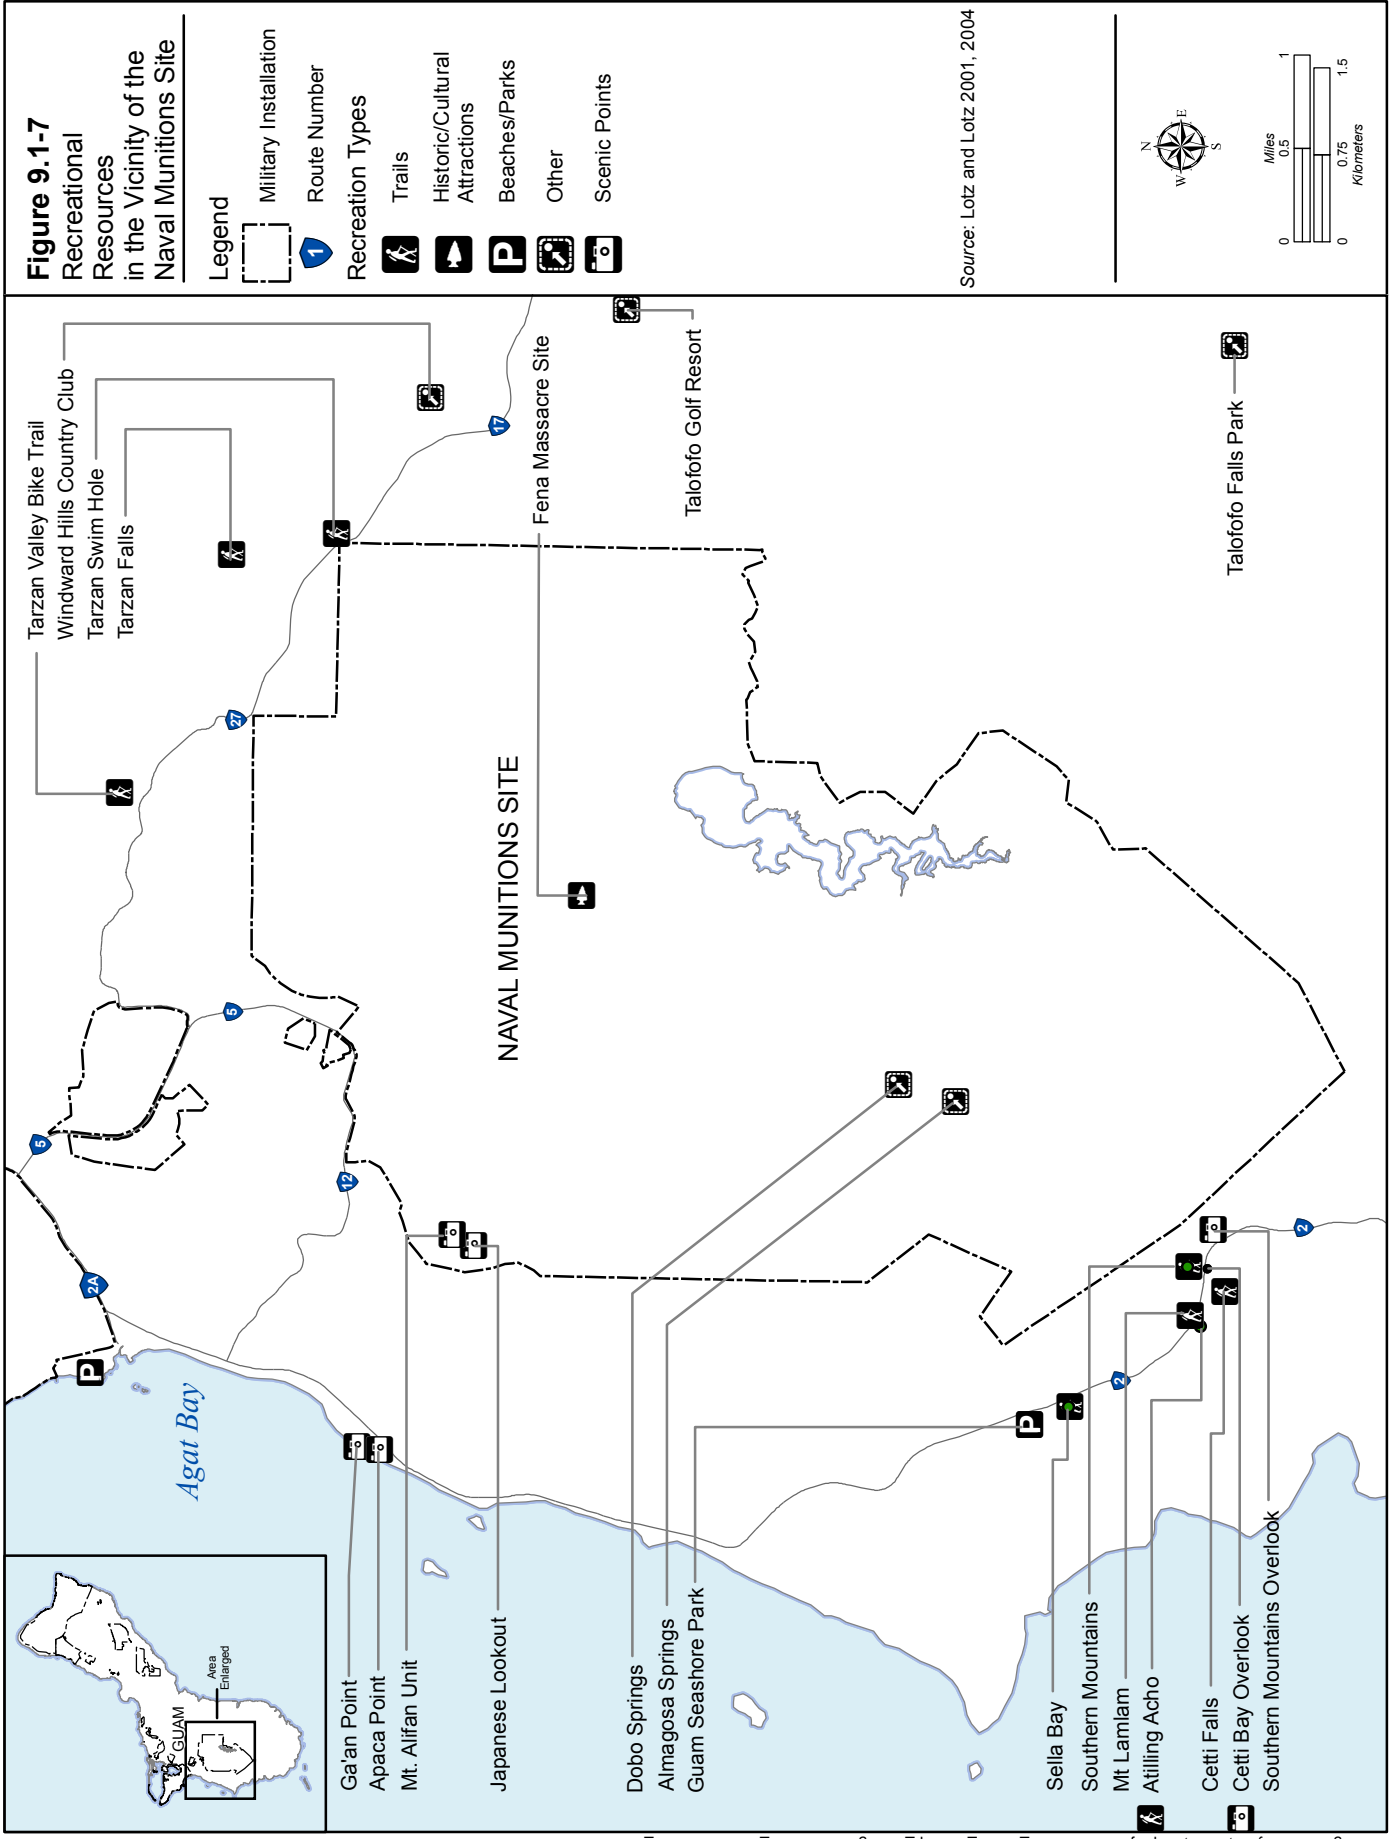 Figure 9.1-7
Recreational
Resources
in the Vicinity of the
Naval Munitions Site
Legend
Military Installation
1
Route Number
Recreation Types
Trails
Historic/Cultural
Attractions
P
Beaches/Parks
Other
Scenic Points
Source: Lotz and Lotz 2001, 2004
N
W
E
S
Miles
0
0.5
1
0
0.75
1.5
Kilometers
GUAM
Area
Enlarged
Agat Bay
Tarzan Valley Bike Trail
Windward Hills Country Club
Tarzan Swim Hole
Tarzan Falls
5
2A
P
5
27
12
17
NAVAL MUNITIONS SITE
Fena Massacre Site
Talofofo Golf Resort
Talofofo Falls Park
Ga'an Point
Apaca Point
Mt. Alifan Unit
Japanese Lookout
Dobo Springs
Almagosa Springs
Guam Seashore Park
P
2
2
Sella Bay
Southern Mountains
Mt Lamlam
Atilling Acho
Cetti Falls
Cetti Bay Overlook
Southern Mountains Overlook